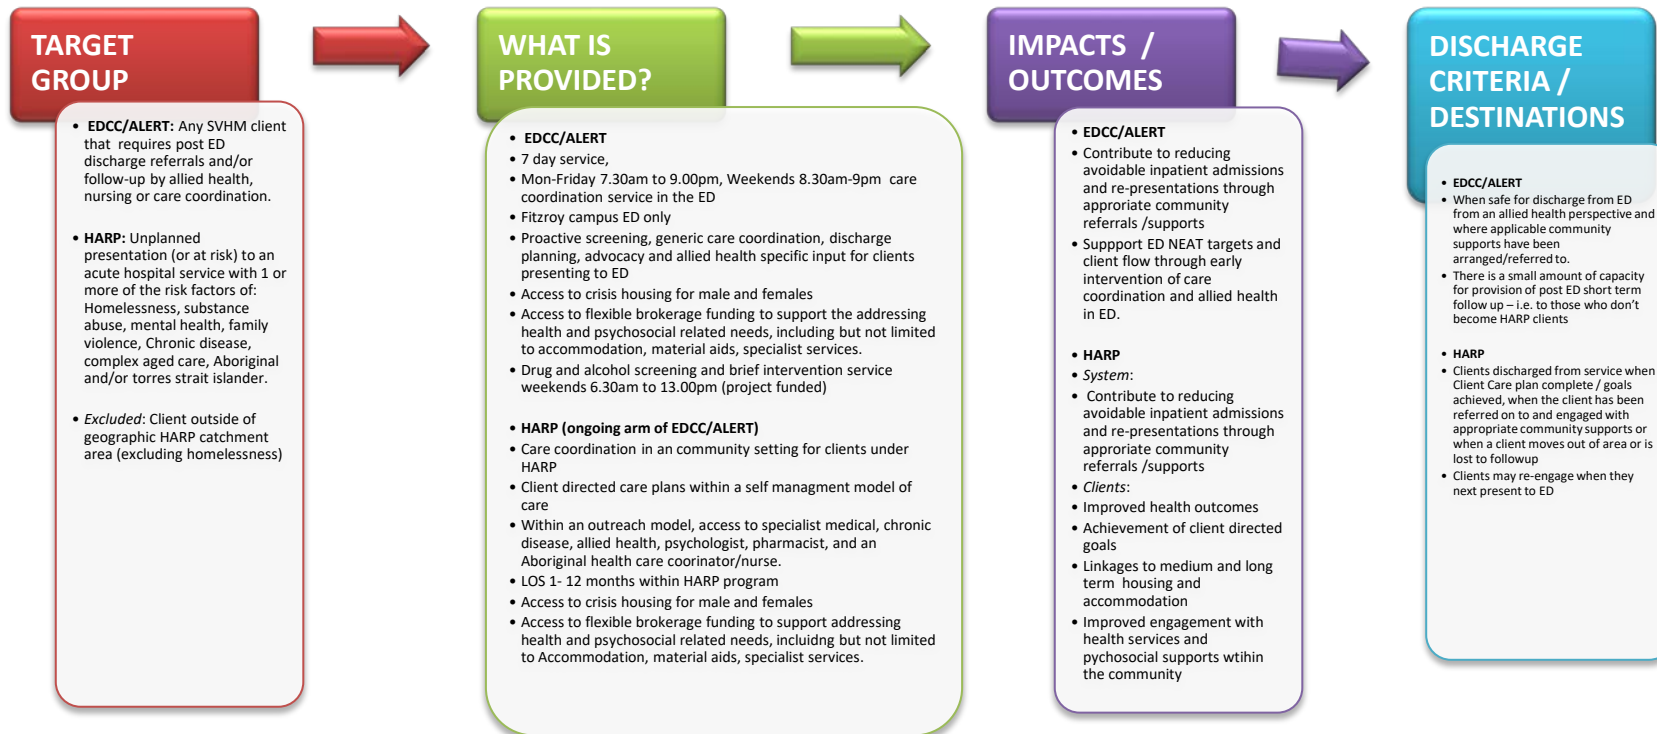 TARGET
GROUP
• EDCC/ALERT: Any SVHM client
that requires post ED
discharge referrals and/or
follow-up by allied health,
nursing or care coordination.
• HARP: Unplanned
presentation (or at risk) to an
acute hospital service with 1 or
more of the risk factors of:
Homelessness, substance
abuse, mental health, family
violence, Chronic disease,
complex aged care, Aboriginal
and/or torres strait islander.
• Excluded: Client outside of
geographic HARP catchment
area (excluding homelessness)
WHAT IS
PROVIDED?
• EDCC/ALERT
• 7 day service,
• Mon-Friday 7.30am to 9.00pm, Weekends 8.30am-9pm care
coordination service in the ED
• Fitzroy campus ED only
• Proactive screening, generic care coordination, discharge
planning, advocacy and allied health specific input for clients
presenting to ED
• Access to crisis housing for male and females
• Access to flexible brokerage funding to support the addressing
health and psychosocial related needs, including but not limited
to accommodation, material aids, specialist services.
• Drug and alcohol screening and brief intervention service
weekends 6.30am to 13.00pm (project funded)
• HARP (ongoing arm of EDCC/ALERT)
• Care coordination in an community setting for clients under
HARP
• Client directed care plans within a self managment model of
care
• Within an outreach model, access to specialist medical, chronic
disease, allied health, psychologist, pharmacist, and an
Aboriginal health care coorinator/nurse.
• LOS 1- 12 months within HARP program
• Access to crisis housing for male and females
• Access to flexible brokerage funding to support addressing
health and psychosocial related needs, incluidng but not limited
to Accommodation, material aids, specialist services.
IMPACTS /
OUTCOMES
• EDCC/ALERT
• Contribute to reducing
avoidable inpatient admissions
and re-presentations through
approriate community
referrals /supports
• Suppport ED NEAT targets and
client flow through early
intervention of care
coordination and allied health
in ED.
• HARP
• System:
• Contribute to reducing
avoidable inpatient admissions
and re-presentations through
approriate community
referrals /supports
• Clients:
• Improved health outcomes
• Achievement of client directed
goals
• Linkages to medium and long
term housing and
accommodation
• Improved engagement with
health services and
pychosocial supports wtihin
the community
DISCHARGE
CRITERIA /
DESTINATIONS
• EDCC/ALERT
• When safe for discharge from ED
from an allied health perspective and
where applicable community
supports have been
arranged/referred to.
• There is a small amount of capacity
for provision of post ED short term
follow up – i.e. to those who don't
become HARP clients
• HARP
• Clients discharged from service when
Client Care plan complete / goals
achieved, when the client has been
referred on to and engaged with
appropriate community supports or
when a client moves out of area or is
lost to followup
• Clients may re-engage when they
next present to ED